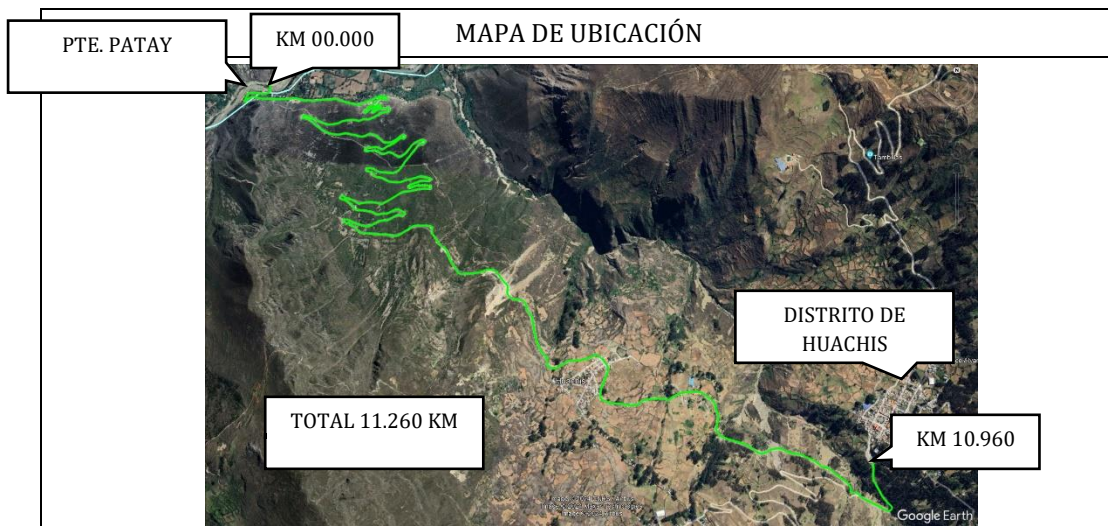 MAPA DE UBICACIÓN
PTE. PATAY
KM 00.000
Tambillos
DISTRITO DE
HUACHIS
TOTAL 11.260 KM
KM 10.960
Google Earth